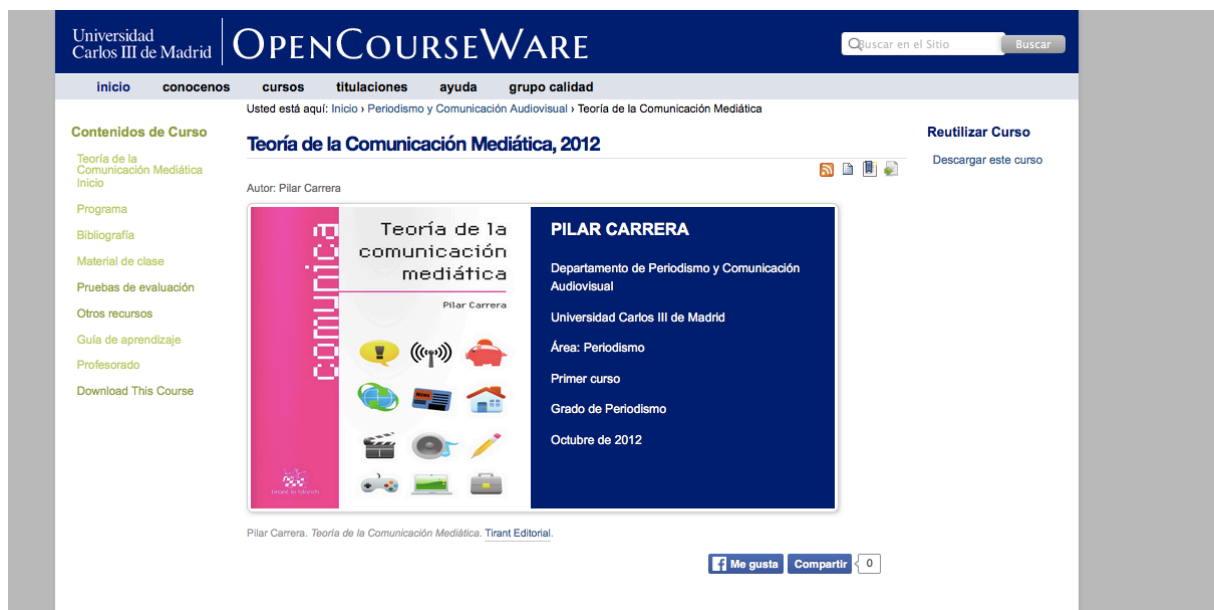 Universidad
Carlos III de Madrid
OPENCOURSEWARE
Buscar en el Sitio
Buscar
inicio conocenos cursos titulaciones ayuda grupo calidad
Usted está aquí: Inicio › Periodismo y Comunicación Audiovisual › Teoría de la Comunicación Mediática
Contenidos de Curso
Teoría de la
Comunicación Mediática
Inicio
Programa
Bibliografía
Material de clase
Pruebas de evaluación
Otros recursos
Guía de aprendizaje
Profesorado
Download This Course
Teoría de la Comunicación Mediática, 2012
Autor: Pilar Carrera
comunica
Teoría de la
comunicación
mediática
Pilar Carrera
tirant lo blanch
PILAR CARRERA
Departamento de Periodismo y Comunicación
Audiovisual
Universidad Carlos III de Madrid
Área: Periodismo
Primer curso
Grado de Periodismo
Octubre de 2012
Pilar Carrera. Teoría de la Comunicación Mediática. Tirant Editorial.
Me gusta
Compartir
0
Reutilizar Curso
Descargar este curso